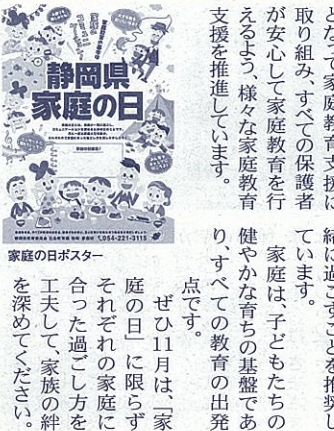 となって家庭教育支援に
取り組み、すべての保護者
が安心して家庭教育を行
えるよう、様々な家庭教育
支援を推進しています。
静岡県
家庭の日
054-221-3115
家庭の日ポスター
緒に過ごすことを推奨し
ています。
家庭は、子どもたちの
健やかな育ちの基盤であ
り、すべての教育の出発
点です。
ぜひ11月は、「家
庭の日」に限らず
それぞれの家庭に
合った過ごし方を
工夫して、家族の絆
を深めてください。